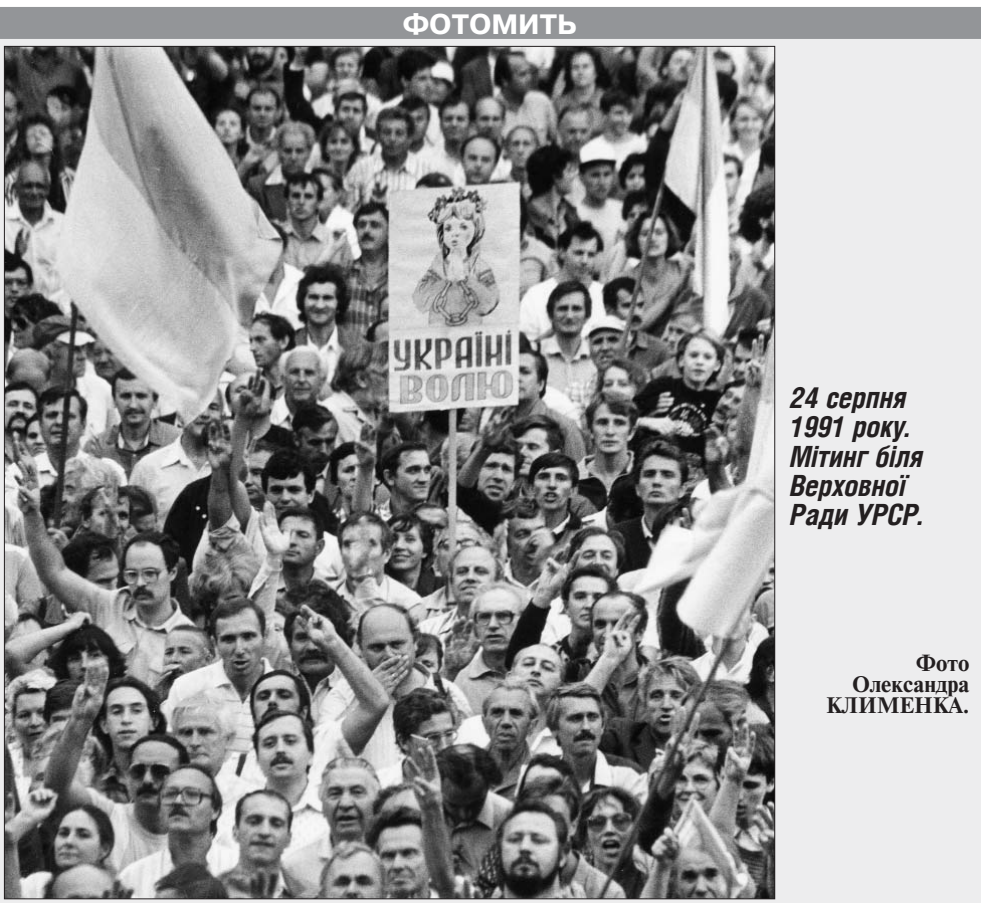 ФОТОМИТЬ
УКРАЇНІ
ВОЛЮ
24 серпня
1991 року.
Мітинг біля
Верховної
Ради УРСР.
Фото
Олександра
КЛИМЕНКА.